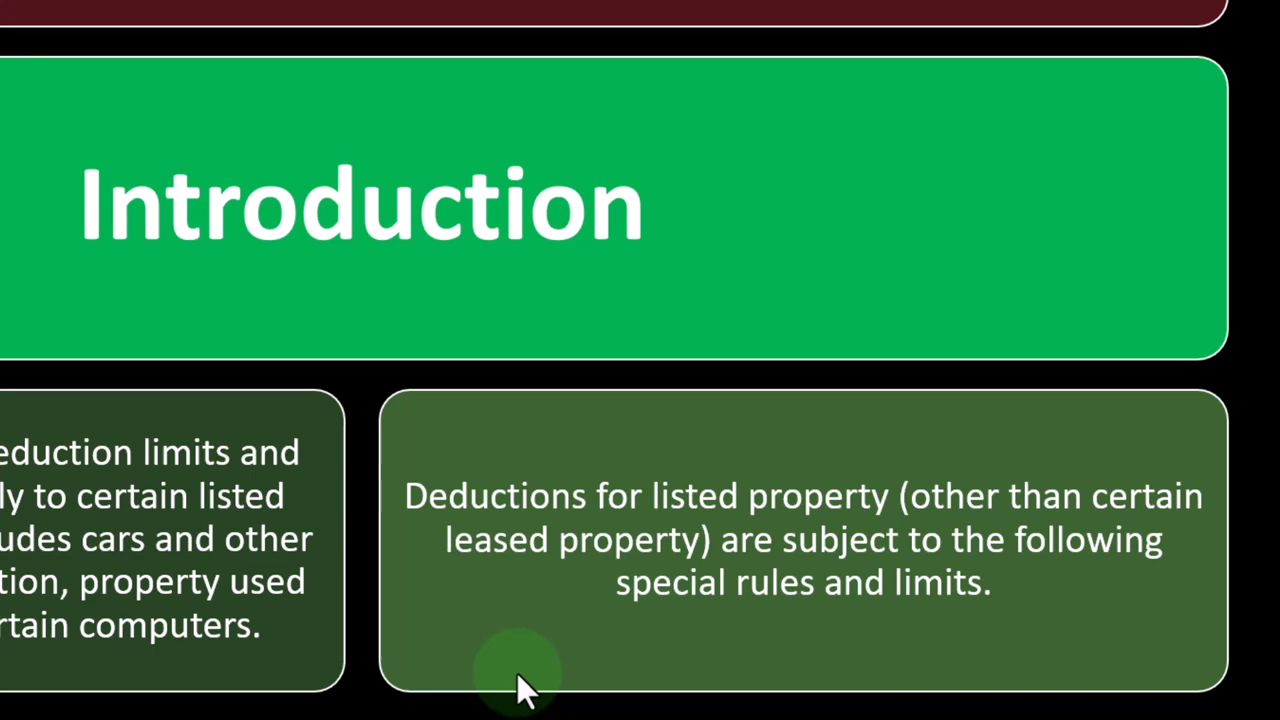 Introduction
eduction limits and
ly to certain listed
udes cars and other
tion, property used
rtain computers.
Deductions for listed property (other than certain
leased property) are subject to the following
special rules and limits.